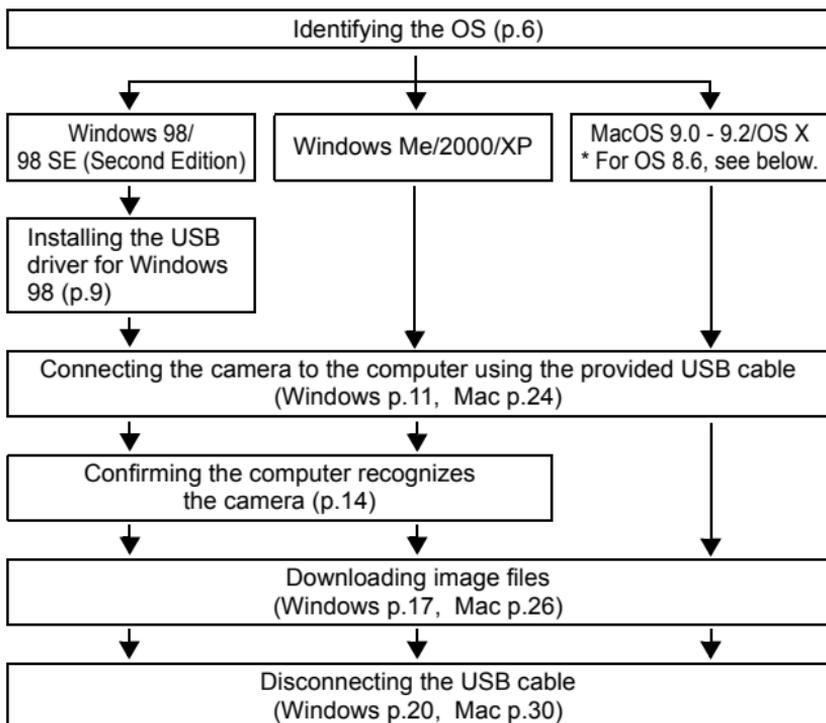 Identifying the OS (p.6)
Windows 98/
98 SE (Second Edition)
Windows Me/2000/XP
MacOS 9.0 - 9.2/OS X
* For OS 8.6, see below.
Installing the USB
driver for Windows
98 (p.9)
Connecting the camera to the computer using the provided USB cable
(Windows p.11,  Mac p.24)
Confirming the computer recognizes
the camera (p.14)
Downloading image files
(Windows p.17,  Mac p.26)
Disconnecting the USB cable
(Windows p.20,  Mac p.30)